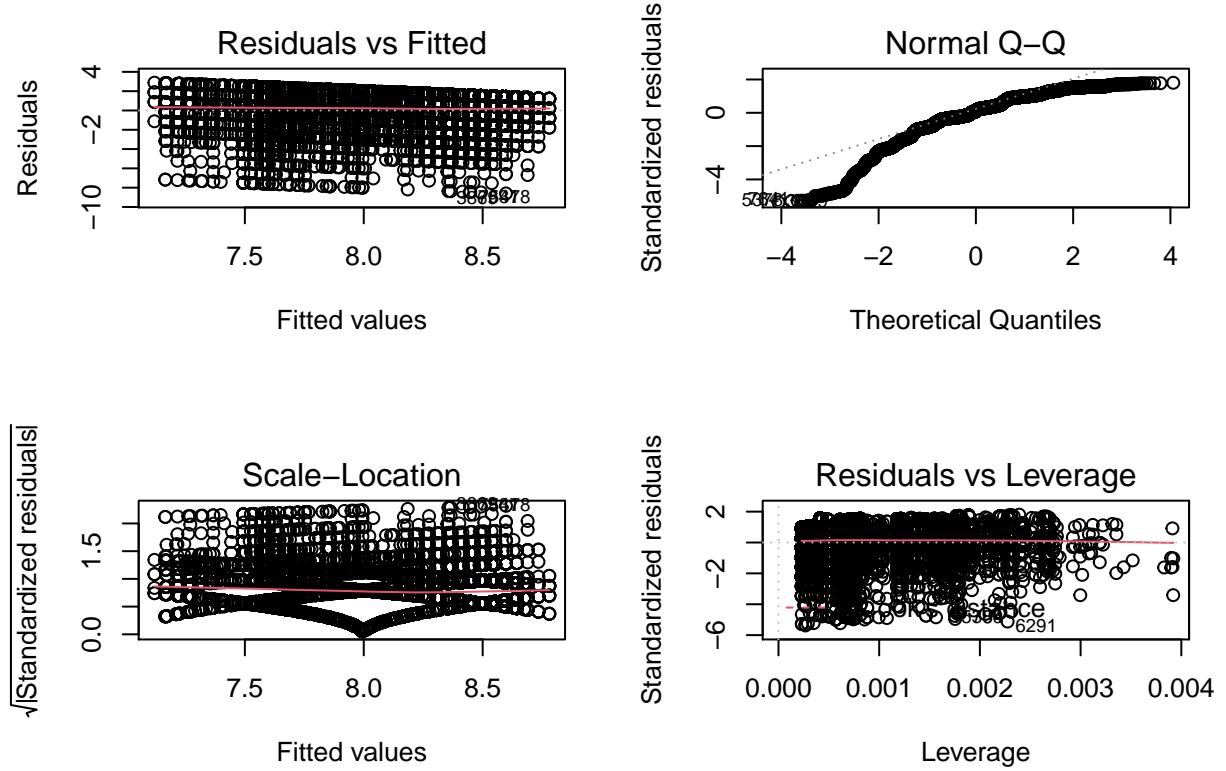 Residuals vs Fitted
Residuals
4
−2
−10
7.5 8.0 8.5
Fitted values
Normal Q−Q
Standardized residuals
0
−4
−4 −2 0 2 4
Theoretical Quantiles
Scale−Location
√|Standardized residuals|
1.5
0.0
7.5 8.0 8.5
Fitted values
Residuals vs Leverage
Standardized residuals
2
−2
−6
6291
0.000 0.001 0.002 0.003 0.004
Leverage